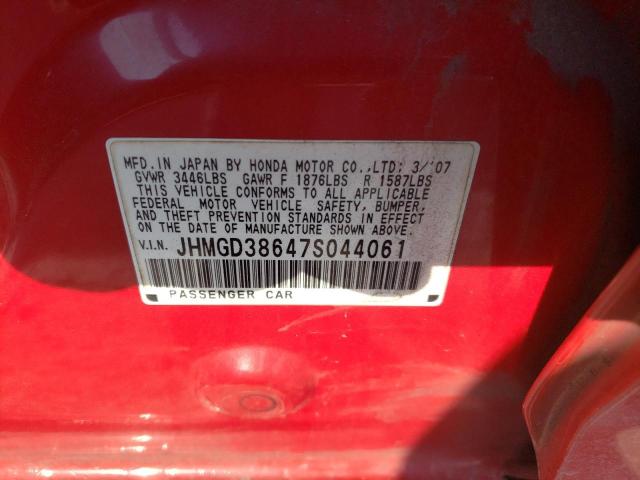 MFD. IN JAPAN BY HONDA MOTOR CO.,LTD: 3/'07
GVWR 3446LBS GAWR F 1876LBS R 1587LBS
THIS VEHICLE CONFORMS TO ALL APPLICABLE
FEDERAL MOTOR VEHICLE SAFETY, BUMPER,
AND THEFT PREVENTION STANDARDS IN EFFECT ON
THE DATE OF MANUFACTURE SHOWN ABOVE.
V.I.N. JHMGD38647S044061
PASSENGER CAR